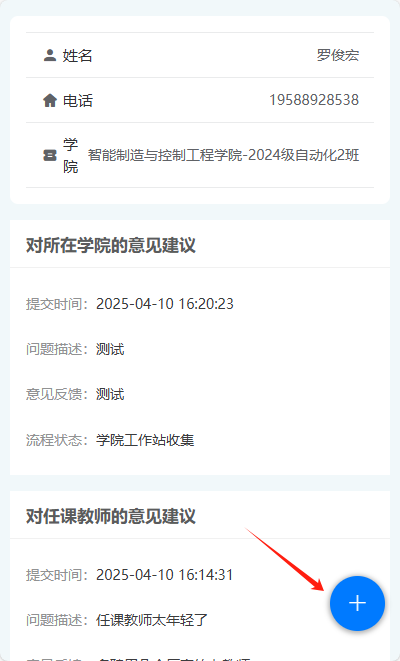 姓名 罗俊宏
电话 19588928538
学
院 智能制造与控制工程学院-2024级自动化2班
对所在学院的意见建议
提交时间：2025-04-10 16:20:23
问题描述：测试
意见反馈：测试
流程状态：学院工作站收集
对任课教师的意见建议
提交时间：2025-04-10 16:14:31
问题描述：任课教师太年轻了